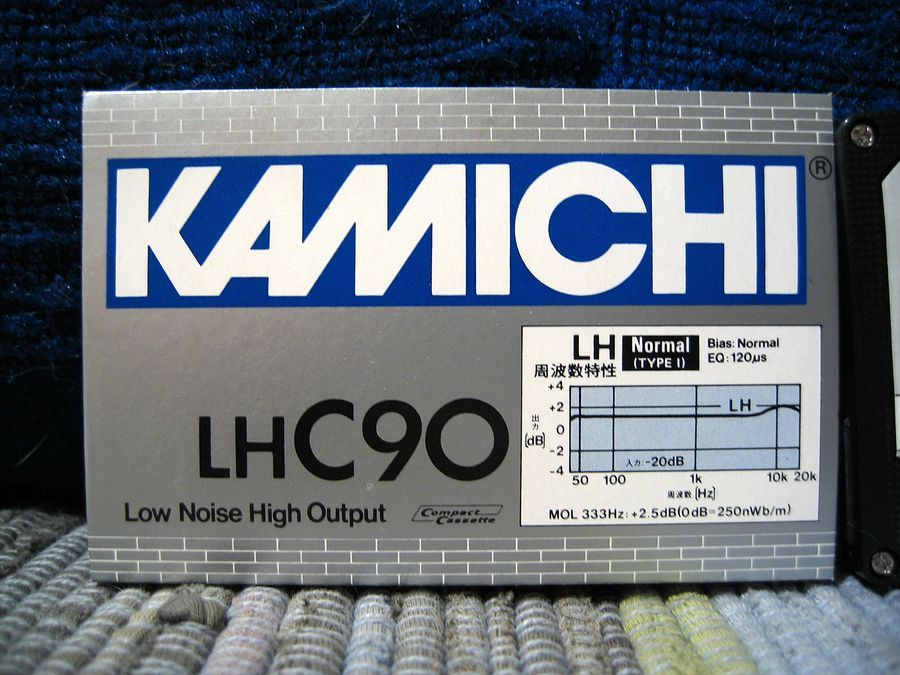 KAMICHI®
LH Normal (TYPE I) Bias: Normal EQ: 120µs
周波数特性
+4
+2
0
-2
-4
出力 [dB]
LH
入力: -20dB
50 100 1k 10k 20k
周波数 [Hz]
MOL 333Hz: +2.5dB(0dB=250nWb/m)
LHC90
Low Noise High Output
Compact Cassette